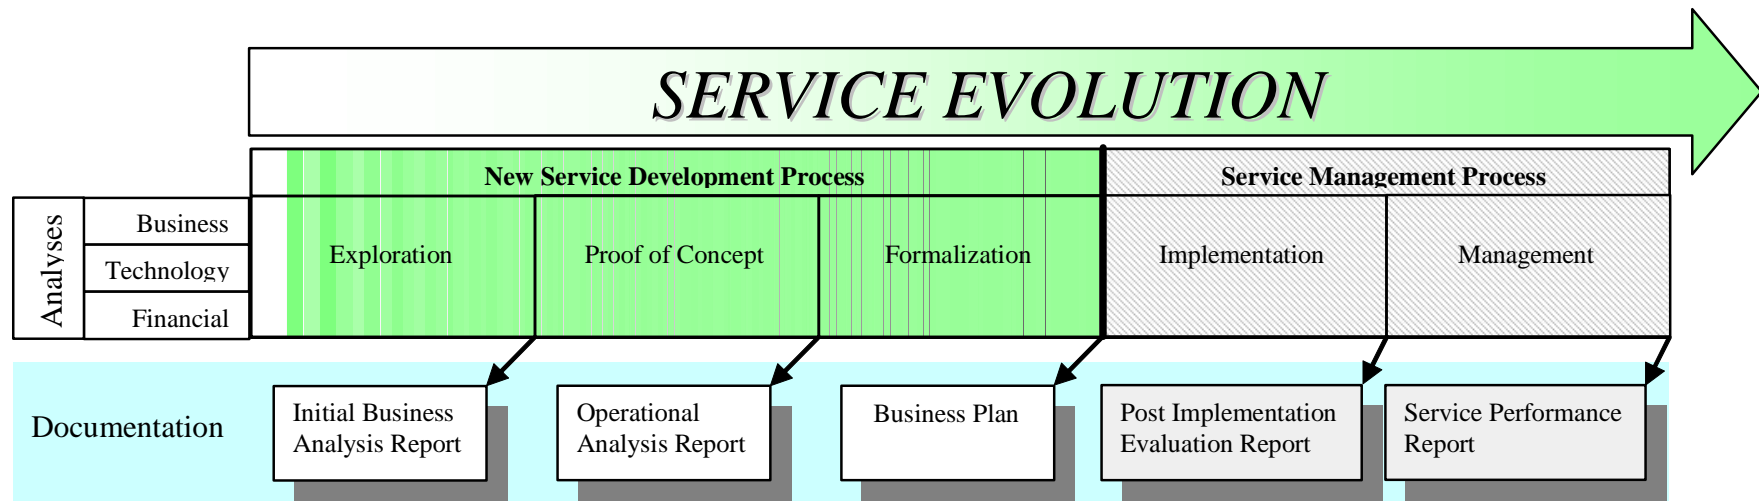 SERVICE EVOLUTION
New Service Development Process
Service Management Process
Analyses
Business
Technology
Financial
Exploration
Proof of Concept
Formalization
Implementation
Management
Documentation
Initial Business
Analysis Report
Operational
Analysis Report
Business Plan
Post Implementation
Evaluation Report
Service Performance
Report